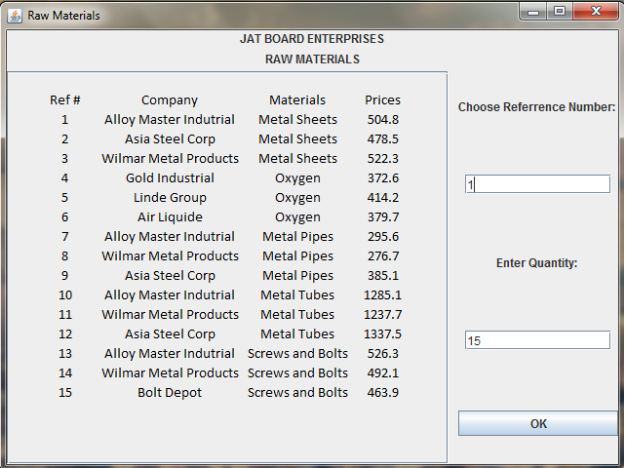 Raw Materials
JAT BOARD ENTERPRISES
RAW MATERIALS
Ref # Company Materials Prices
1 Alloy Master Indutrial Metal Sheets 504.8
2 Asia Steel Corp Metal Sheets 478.5
3 Wilmar Metal Products Metal Sheets 522.3
4 Gold Industrial Oxygen 372.6
5 Linde Group Oxygen 414.2
6 Air Liquide Oxygen 379.7
7 Alloy Master Indutrial Metal Pipes 295.6
8 Wilmar Metal Products Metal Pipes 276.7
9 Asia Steel Corp Metal Pipes 385.1
10 Alloy Master Indutrial Metal Tubes 1285.1
11 Wilmar Metal Products Metal Tubes 1237.7
12 Asia Steel Corp Metal Tubes 1337.5
13 Alloy Master Indutrial Screws and Bolts 526.3
14 Wilmar Metal Products Screws and Bolts 492.1
15 Bolt Depot Screws and Bolts 463.9
Choose Referrence Number:
1
Enter Quantity:
15
OK